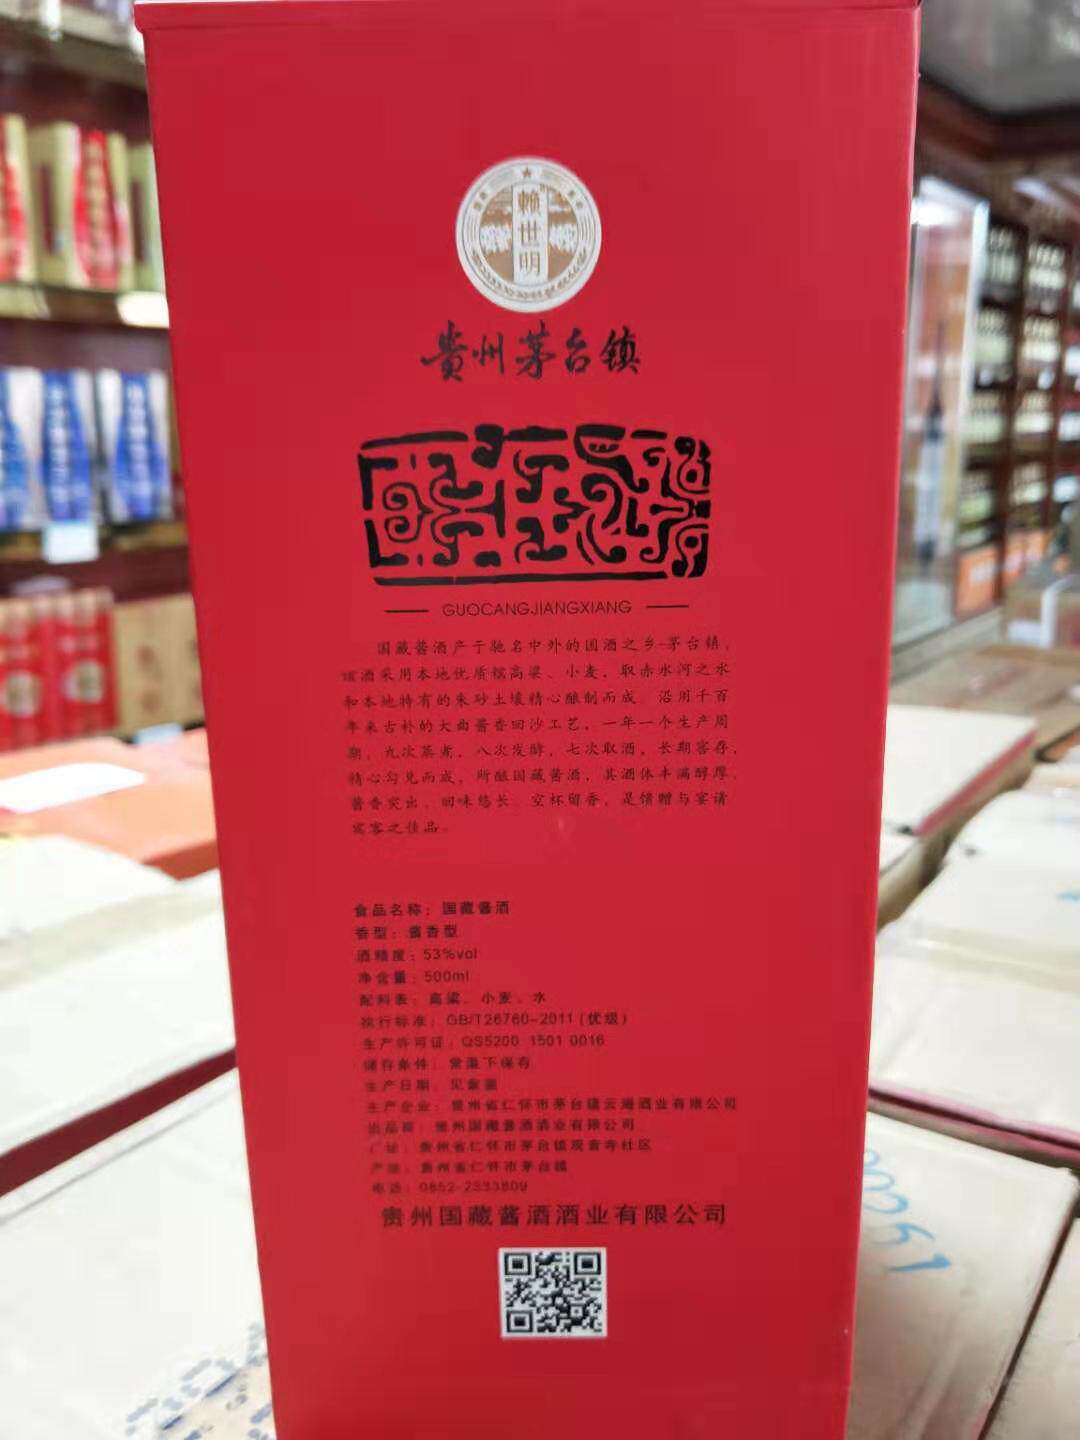 赖世明
贵州茅台镇
GUOCANGJIANGXIANG
国藏酱酒产于驰名中外的国酒之乡-茅台镇，
该酒采用本地优质糯高粱、小麦，取赤水河之水
和本地特有的朱砂土壤精心酿制而成。沿用千百
年来古朴的大曲酱香回沙工艺，一年一个生产周
期，九次蒸煮，八次发酵，七次取酒，长期窖存，
精心勾兑而成，所酿国藏酱酒，其酒体丰满醇厚，
酱香突出、回味悠长、空杯留香，是馈赠与宴请
宾客之佳品。
食品名称：国藏酱酒
香型：酱香型
酒精度：53%vol
净含量：500ml
配料表：高粱、小麦、水
执行标准：GB/T26760-2011（优级）
生产许可证：QS5200 1501 0016
储存条件：常温下保存
生产日期：见盒盖
生产企业：贵州省仁怀市茅台镇云海酒业有限公司
出品商：贵州国藏酱酒酒业有限公司
厂址：贵州省仁怀市茅台镇观音寺社区
产地：贵州省仁怀市茅台镇
电话：0852-2333809
贵州国藏酱酒酒业有限公司